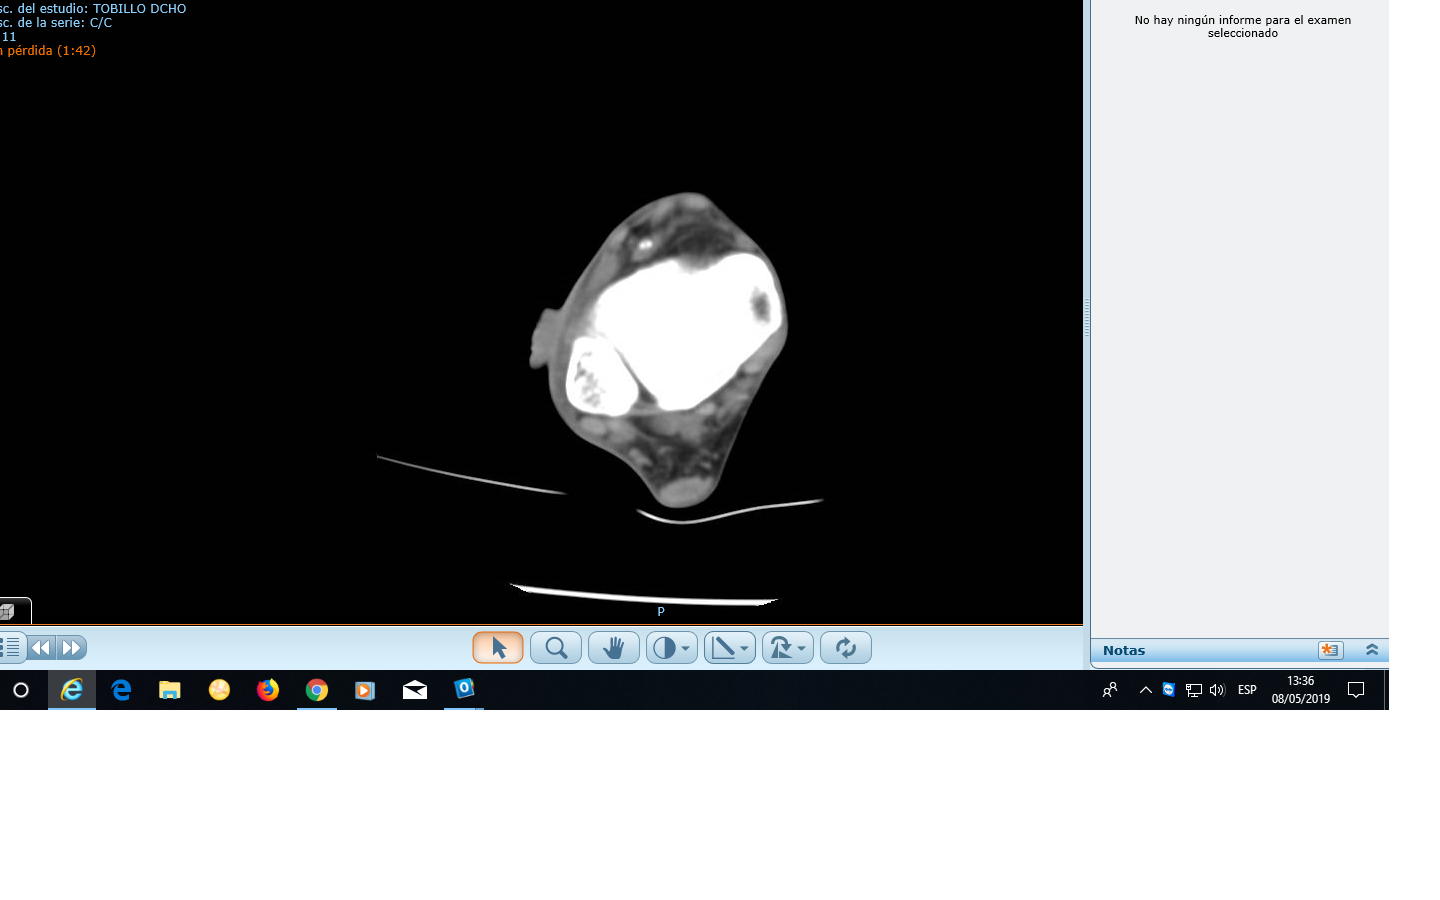 sc. del estudio: TOBILLO DCHO
sc. de la serie: C/C
11
n pérdida (1:42)
No hay ningún informe para el examen
seleccionado
P
Notas
ESP
13:36
08/05/2019